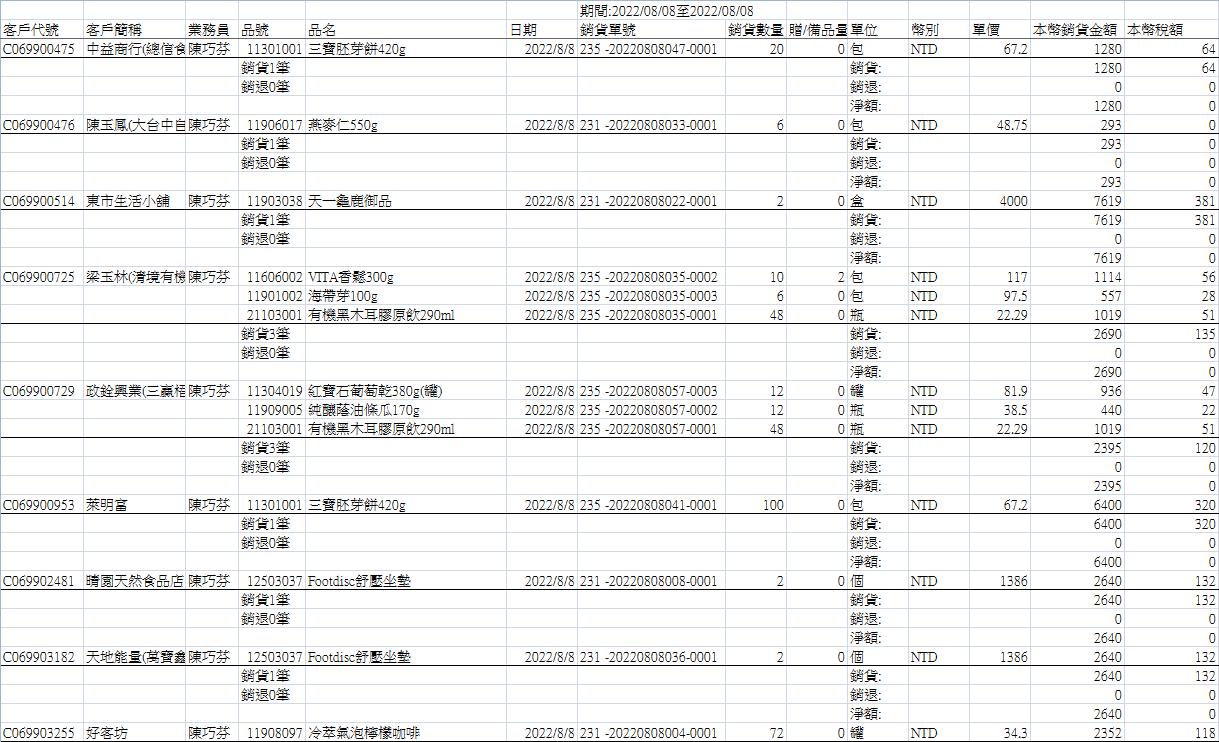 期間:2022/08/08至2022/08/08
客戶代號 客戶簡稱 業務員 品號 品名 日期 銷貨單號 銷貨數量 贈/備品量 單位 幣別 單價 本幣銷貨金額 本幣稅額
C069900475 中益商行(總信食 陳巧芬 11301001 三寶胚芽餅420g 2022/8/8 235 -20220808047-0001 20 0 包 NTD 67.2 1280 64
銷貨1筆 銷貨: 1280 64
銷退0筆 銷退: 0 0
淨額: 1280 0
C069900476 陳玉鳳(大台中自 陳巧芬 11906017 燕麥仁550g 2022/8/8 231 -20220808033-0001 6 0 包 NTD 48.75 293 0
銷貨1筆 銷貨: 293 0
銷退0筆 銷退: 0 0
淨額: 293 0
C069900514 東市生活小舖 陳巧芬 11903038 天一龜鹿御品 2022/8/8 231 -20220808022-0001 2 0 盒 NTD 4000 7619 381
銷貨1筆 銷貨: 7619 381
銷退0筆 銷退: 0 0
淨額: 7619 0
C069900725 梁玉林(清境有機 陳巧芬 11606002 VITA香鬆300g 2022/8/8 235 -20220808035-0002 10 2 包 NTD 117 1114 56
11901002 海帶芽100g 2022/8/8 235 -20220808035-0003 6 0 包 NTD 97.5 557 28
21103001 有機黑木耳膠原飲290ml 2022/8/8 235 -20220808035-0001 48 0 瓶 NTD 22.29 1019 51
銷貨3筆 銷貨: 2690 135
銷退0筆 銷退: 0 0
淨額: 2690 0
C069900729 政銓興業(三贏梧 陳巧芬 11304019 紅寶石葡萄乾380g(罐) 2022/8/8 235 -20220808057-0003 12 0 罐 NTD 81.9 936 47
11909005 純釀蔭油條瓜170g 2022/8/8 235 -20220808057-0002 12 0 瓶 NTD 38.5 440 22
21103001 有機黑木耳膠原飲290ml 2022/8/8 235 -20220808057-0001 48 0 瓶 NTD 22.29 1019 51
銷貨3筆 銷貨: 2395 120
銷退0筆 銷退: 0 0
淨額: 2395 0
C069900953 萊明富 陳巧芬 11301001 三寶胚芽餅420g 2022/8/8 235 -20220808041-0001 100 0 包 NTD 67.2 6400 320
銷貨1筆 銷貨: 6400 320
銷退0筆 銷退: 0 0
淨額: 6400 0
C069902481 晴園天然食品店 陳巧芬 12503037 Footdisc舒壓坐墊 2022/8/8 231 -20220808008-0001 2 0 個 NTD 1386 2640 132
銷貨1筆 銷貨: 2640 132
銷退0筆 銷退: 0 0
淨額: 2640 0
C069903182 天地能量(萬寶鑫 陳巧芬 12503037 Footdisc舒壓坐墊 2022/8/8 231 -20220808036-0001 2 0 個 NTD 1386 2640 132
銷貨1筆 銷貨: 2640 132
銷退0筆 銷退: 0 0
淨額: 2640 0
C069903255 好客坊 陳巧芬 11908097 冷萃氣泡檸檬咖啡 2022/8/8 231 -20220808004-0001 72 0 罐 NTD 34.3 2352 118